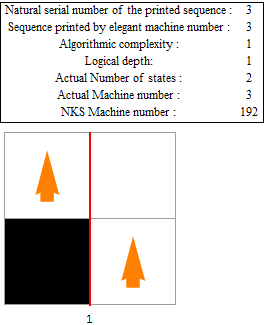 Natural serial number of the printed sequence : 3
Sequence printed by elegant machine number : 3
Algorithmic complexity : 1
Logical depth: 1
Actual Number of states : 2
Actual Machine number : 3
NKS Machine number : 192
1